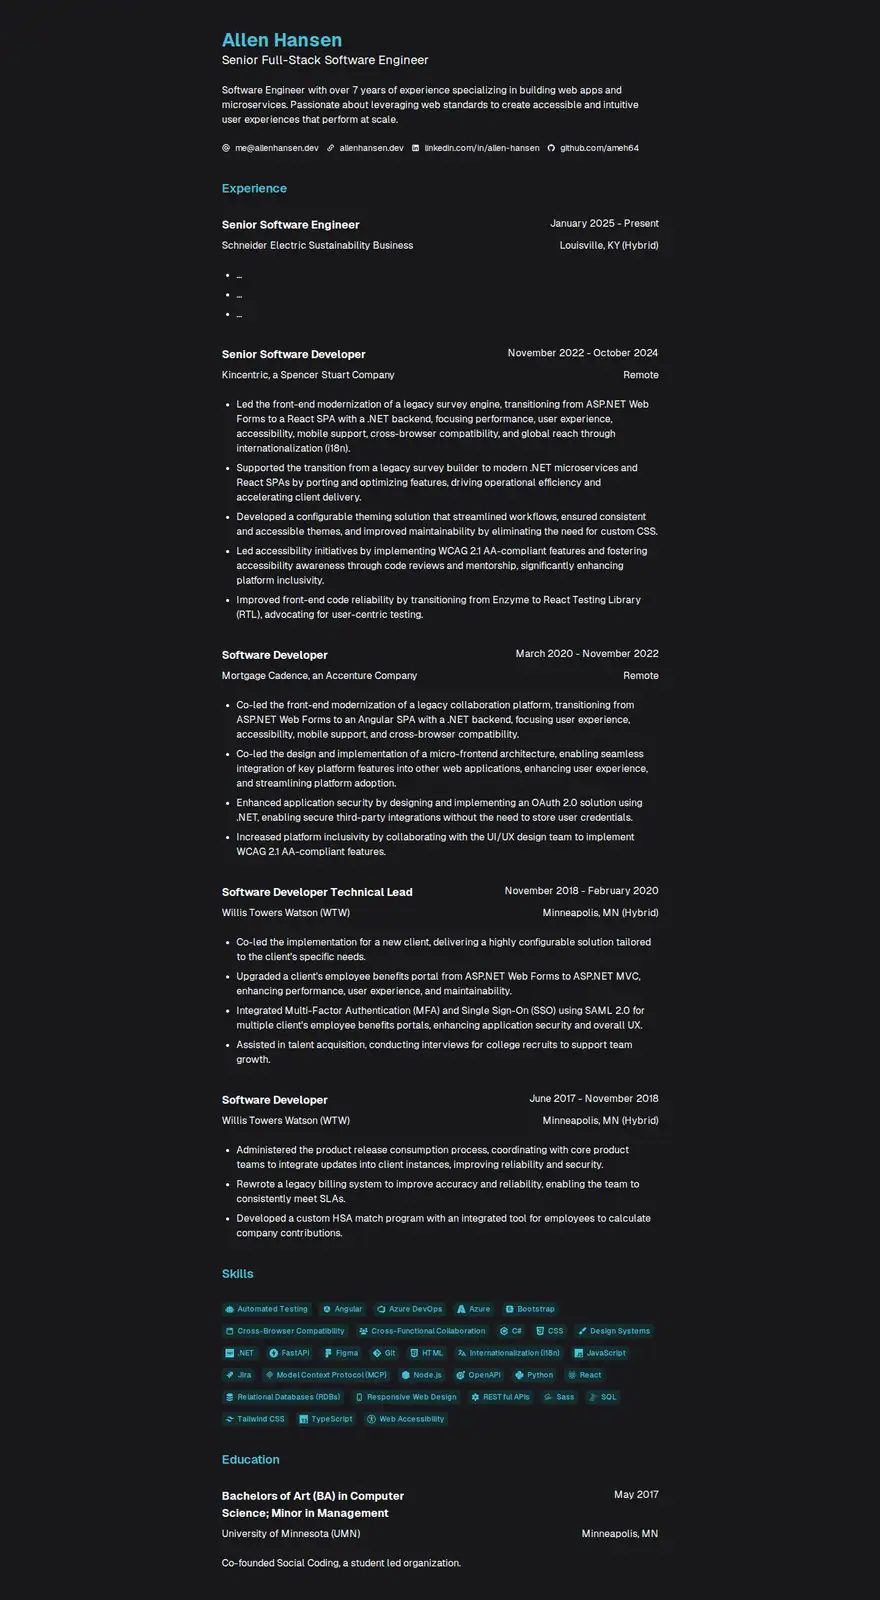 Allen Hansen
Senior Full-Stack Software Engineer
Software Engineer with over 7 years of experience specializing in building web apps and
microservices. Passionate about leveraging web standards to create accessible and intuitive
user experiences that perform at scale.
me@allenhansen.dev allenhansen.dev linkedin.com/in/allen-hansen github.com/ameh64
Experience
Senior Software Engineer January 2025 - Present
Schneider Electric Sustainability Business Louisville, KY (Hybrid)
• ...
• ...
• ...
Senior Software Developer November 2022 - October 2024
Kincentric, a Spencer Stuart Company Remote
• Led the front-end modernization of a legacy survey engine, transitioning from ASP.NET Web
Forms to a React SPA with a .NET backend, focusing performance, user experience,
accessibility, mobile support, cross-browser compatibility, and global reach through
internationalization (i18n).
• Supported the transition from a legacy survey builder to modern .NET microservices and
React SPAs by porting and optimizing features, driving operational efficiency and
accelerating client delivery.
• Developed a configurable theming solution that streamlined workflows, ensured consistent
and accessible themes, and improved maintainability by eliminating the need for custom CSS.
• Led accessibility initiatives by implementing WCAG 2.1 AA-compliant features and fostering
accessibility awareness through code reviews and mentorship, significantly enhancing
platform inclusivity.
• Improved front-end code reliability by transitioning from Enzyme to React Testing Library
(RTL), advocating for user-centric testing.
Software Developer March 2020 - November 2022
Mortgage Cadence, an Accenture Company Remote
• Co-led the front-end modernization of a legacy collaboration platform, transitioning from
ASP.NET Web Forms to an Angular SPA with a .NET backend, focusing user experience,
accessibility, mobile support, and cross-browser compatibility.
• Co-led the design and implementation of a micro-frontend architecture, enabling seamless
integration of key platform features into other web applications, enhancing user experience,
and streamlining platform adoption.
• Enhanced application security by designing and implementing an OAuth 2.0 solution using
.NET, enabling secure third-party integrations without the need to store user credentials.
• Increased platform inclusivity by collaborating with the UI/UX design team to implement
WCAG 2.1 AA-compliant features.
Software Developer Technical Lead November 2018 - February 2020
Willis Towers Watson (WTW) Minneapolis, MN (Hybrid)
• Co-led the implementation for a new client, delivering a highly configurable solution tailored
to the client's specific needs.
• Upgraded a client's employee benefits portal from ASP.NET Web Forms to ASP.NET MVC,
enhancing performance, user experience, and maintainability.
• Integrated Multi-Factor Authentication (MFA) and Single Sign-On (SSO) using SAML 2.0 for
multiple client's employee benefits portals, enhancing application security and overall UX.
• Assisted in talent acquisition, conducting interviews for college recruits to support team
growth.
Software Developer June 2017 - November 2018
Willis Towers Watson (WTW) Minneapolis, MN (Hybrid)
• Administered the product release consumption process, coordinating with core product
teams to integrate updates into client instances, improving reliability and security.
• Rewrote a legacy billing system to improve accuracy and reliability, enabling the team to
consistently meet SLAs.
• Developed a custom HSA match program with an integrated tool for employees to calculate
company contributions.
Skills
Automated Testing Angular Azure DevOps Azure Bootstrap
Cross-Browser Compatibility Cross-Functional Collaboration C# CSS Design Systems
.NET FastAPI Figma Git HTML Internationalization (i18n) JavaScript
Jira Model Context Protocol (MCP) Node.js OpenAPI Python React
Relational Databases (RDBs) Responsive Web Design RESTful APIs Sass SQL
Tailwind CSS TypeScript Web Accessibility
Education
Bachelors of Art (BA) in Computer May 2017
Science; Minor in Management
University of Minnesota (UMN) Minneapolis, MN
Co-founded Social Coding, a student led organization.